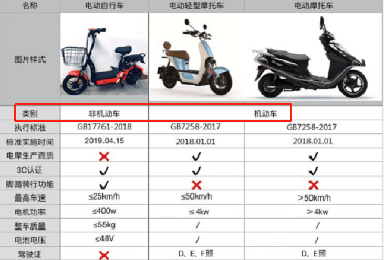 名称 电动自行车 电动轻型摩托车 电动摩托车
图片样式
类别 非机动车 机动车
执行标准 GB17761-2018 GB7258-2017 GB7258-2017
标准实施时间 2019.04.15 2018.01.01 2018.01.01
电摩生产资质 ❌ ✓ ✓
3C认证 ✓ ✓ ✓
脚踏骑行功能 ✓ ❌ ❌
最高车速 ≤25km/h ≤50km/h >50km/h
电机功率 ≤400w ≤4kw >4kw
整车质量 ≤55kg / /
电池电压 ≤48V / /
驾驶证 ❌ D、E、F照 D、E照